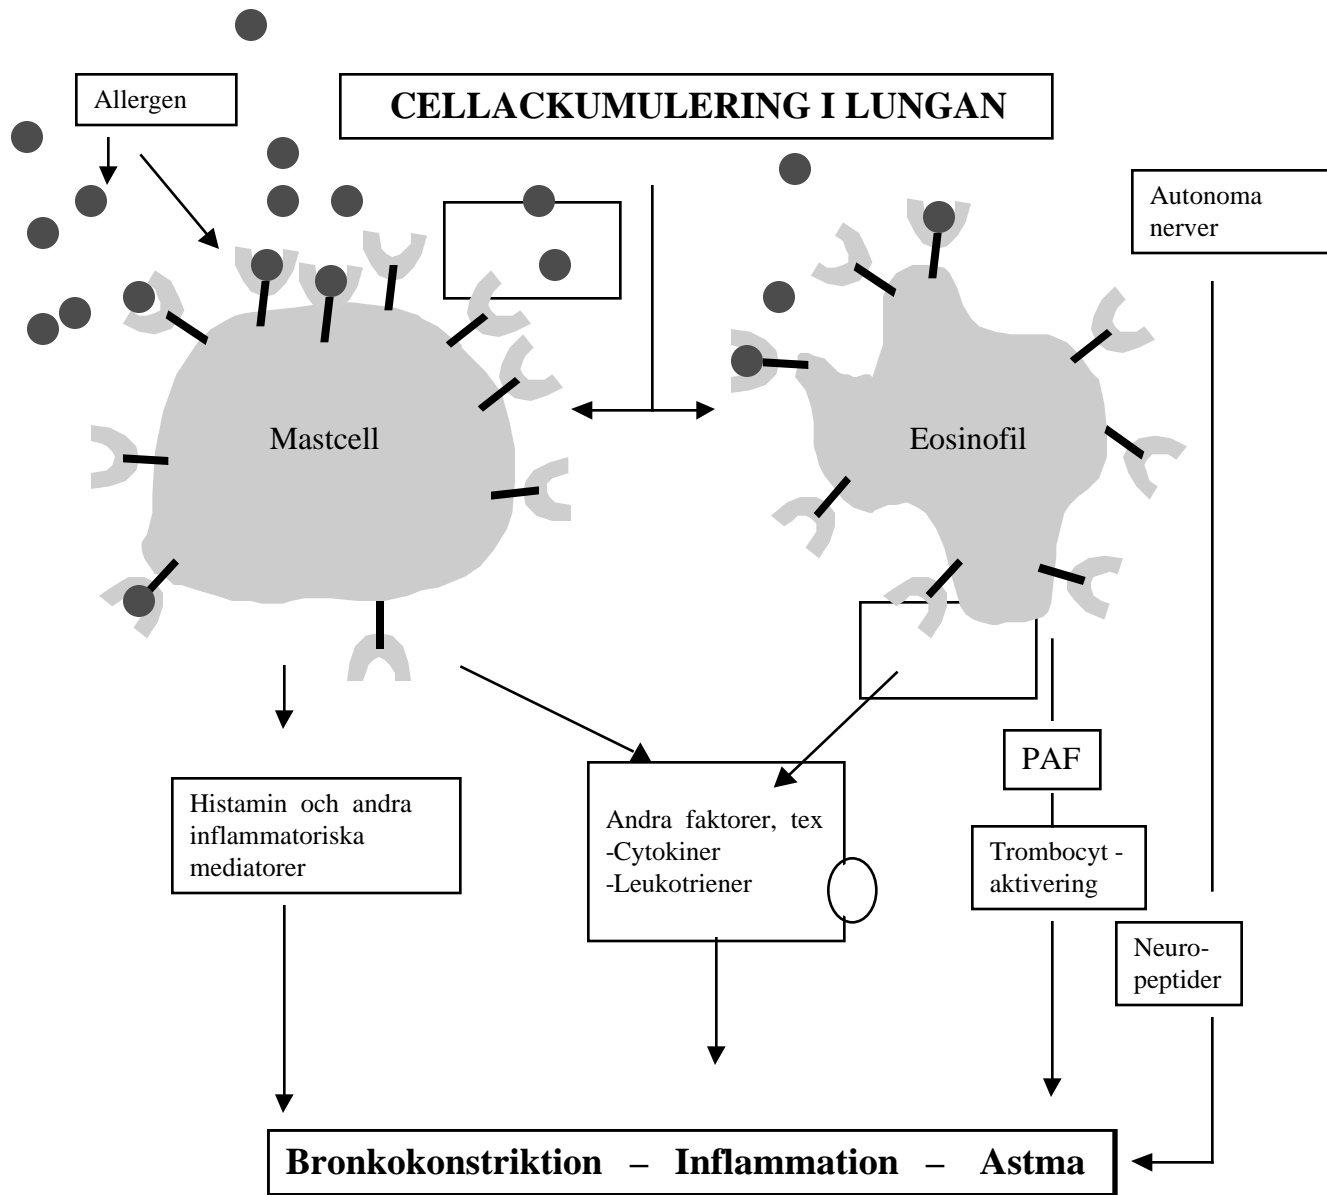 Allergen
CELLACKUMULERING I LUNGAN
Autonoma
nerver
Mastcell
Eosinofil
PAF
Histamin och andra
inflammatoriska
mediatorer
Andra faktorer, tex
-Cytokiner
-Leukotriener
Trombocyt -
aktivering
Neuro-
peptider
Bronkokonstriktion – Inflammation – Astma